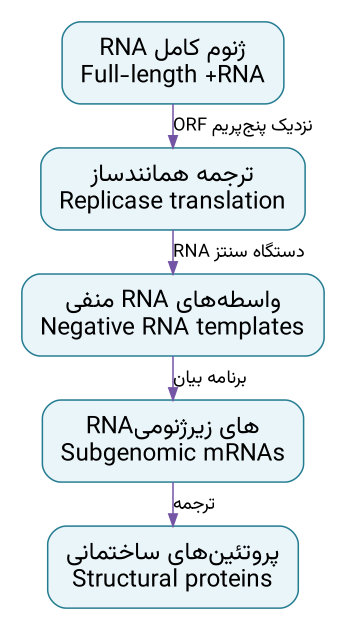 ژنوم کامل RNA
Full-length +RNA
ORF نزدیک پنج‌پریم
ترجمه همانندساز
Replicase translation
دستگاه سنتز RNA
واسطه‌های RNA منفی
Negative RNA templates
برنامه بیان
RNAهای زیرژنومی
Subgenomic mRNAs
ترجمه
پروتئین‌های ساختمانی
Structural proteins